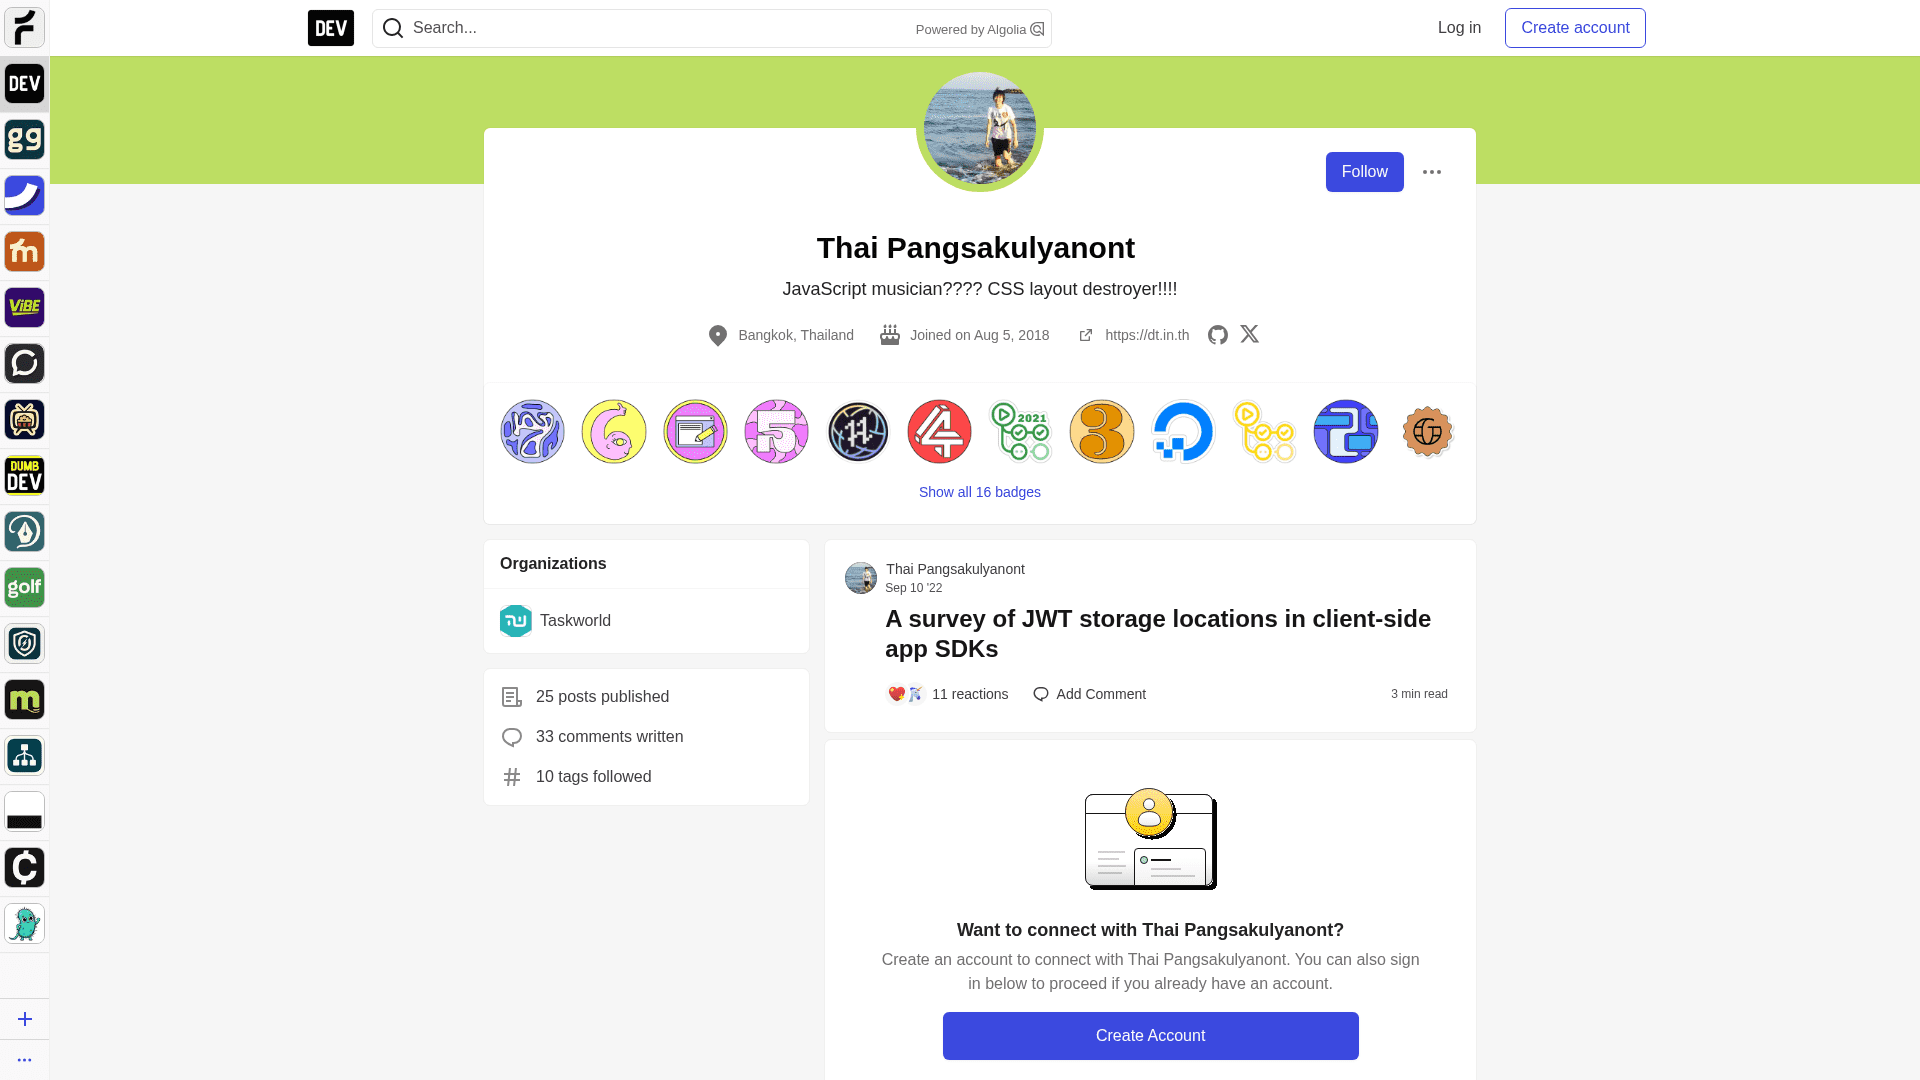 DEV
Search...
Powered by Algolia
Log in
Create account
DEV
gg
m
ViBE
DUMB
DEV
golf
m
Follow
Thai Pangsakulyanont
JavaScript musician???? CSS layout destroyer!!!!
Bangkok, Thailand
Joined on Aug 5, 2018
https://dt.in.th
6
5
4
2021
3
2
Show all 16 badges
Organizations
Taskworld
25 posts published
33 comments written
10 tags followed
Thai Pangsakulyanont
Sep 10 '22
A survey of JWT storage locations in client-side
app SDKs
11 reactions
Add Comment
3 min read
Want to connect with Thai Pangsakulyanont?
Create an account to connect with Thai Pangsakulyanont. You can also sign
in below to proceed if you already have an account.
Create Account